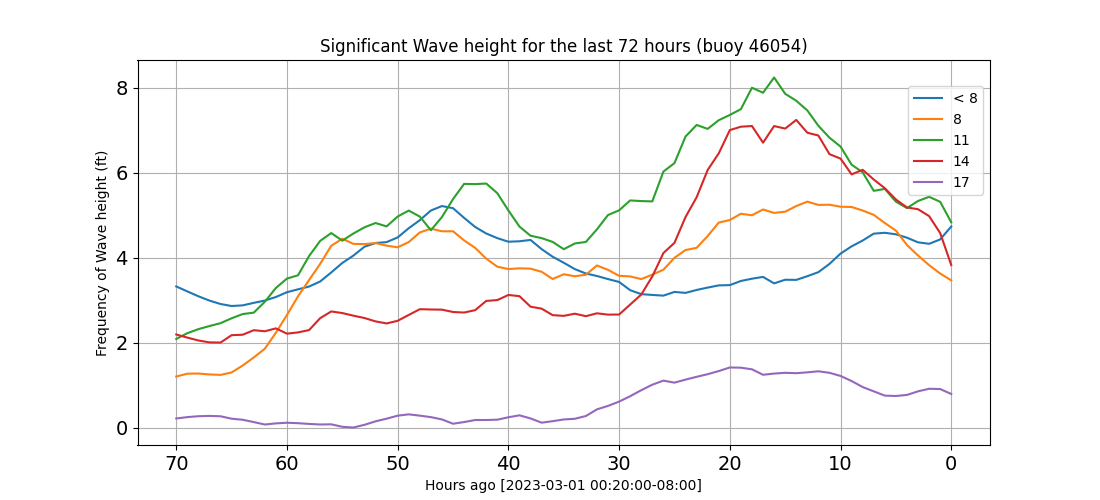 Significant Wave height for the last 72 hours (buoy 46054)
Frequency of Wave height (ft)
8
6
4
2
0
< 8
8
11
14
17
70 60 50 40 30 20 10 0
Hours ago [2023-03-01 00:20:00-08:00]